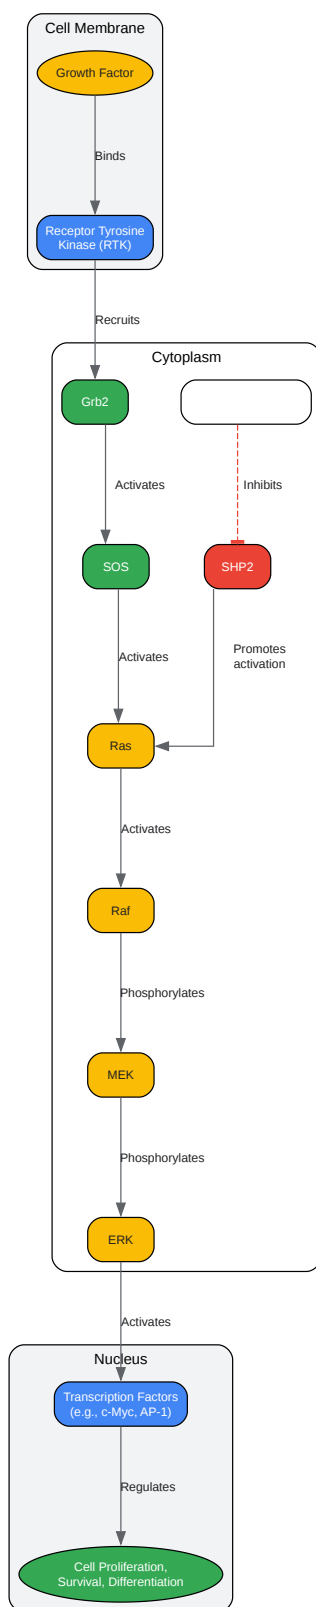 Cell Membrane
Growth Factor
Binds
Receptor Tyrosine
Kinase (RTK)
Recruits
Cytoplasm
Grb2
Activates
Inhibits
SOS
SHP2
Activates
Promotes
activation
Ras
Activates
Raf
Phosphorylates
MEK
Phosphorylates
ERK
Activates
Nucleus
Transcription Factors
(e.g., c-Myc, AP-1)
Regulates
Cell Proliferation,
Survival, Differentiation